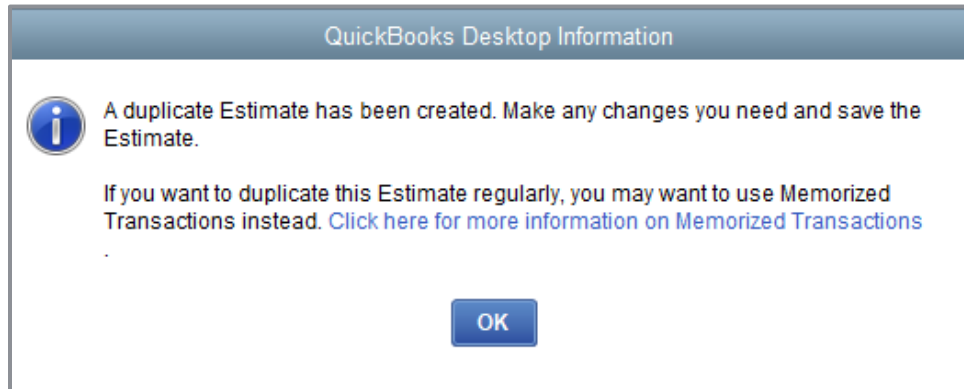 QuickBooks Desktop Information
A duplicate Estimate has been created. Make any changes you need and save the
Estimate.
If you want to duplicate this Estimate regularly, you may want to use Memorized
Transactions instead. Click here for more information on Memorized Transactions
.
OK